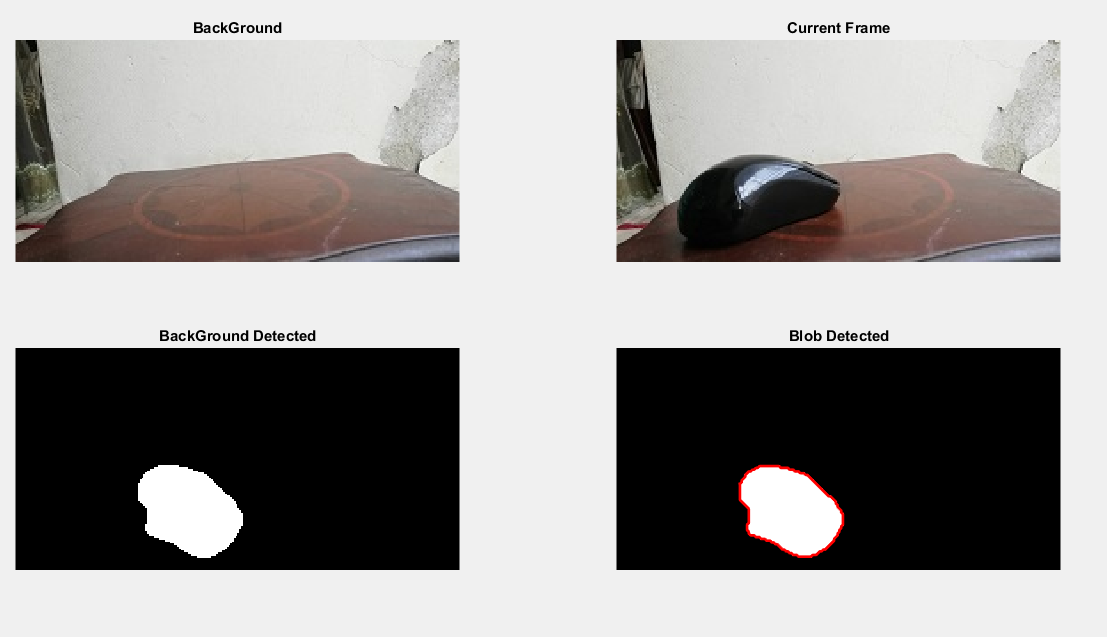 BackGround
Current Frame
BackGround Detected
Blob Detected